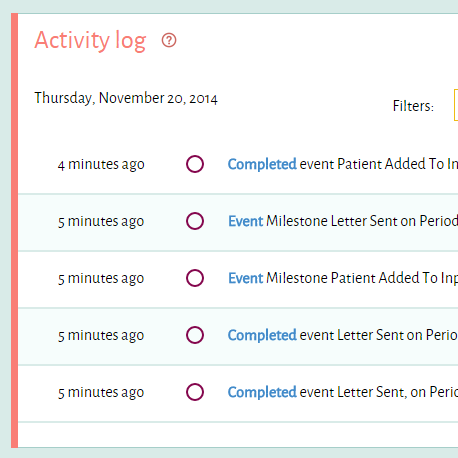 Activity log ?
Thursday, November 20, 2014
Filters:
4 minutes ago Completed event Patient Added To In
5 minutes ago Event Milestone Letter Sent on Period
5 minutes ago Event Milestone Patient Added To Inp
5 minutes ago Completed event Letter Sent on Perio
5 minutes ago Completed event Letter Sent, on Perio